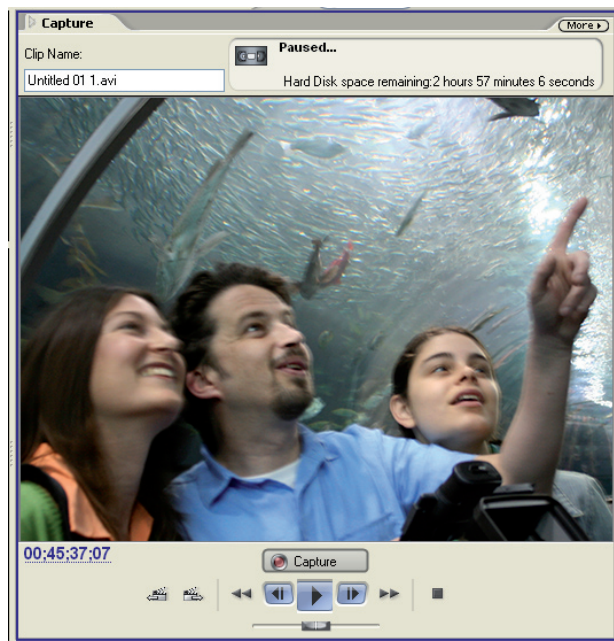 Capture
More
Clip Name:
Paused...
Untitled 01 1.avi
Hard Disk space remaining:2 hours 57 minutes 6 seconds
00;45;37;07
Capture